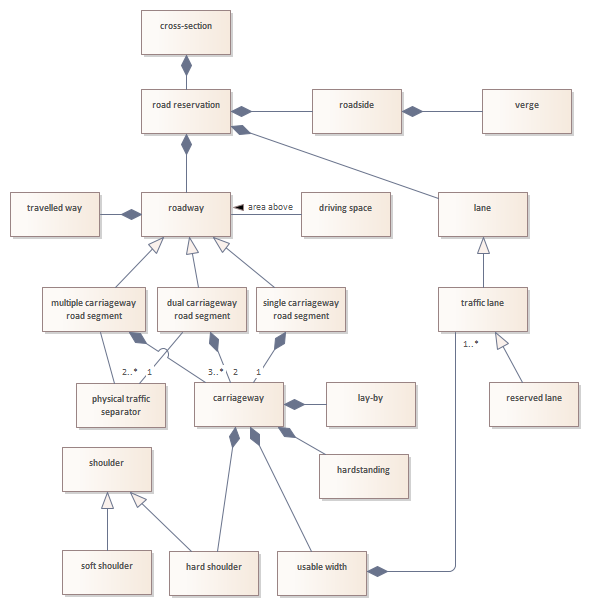 cross-section
road reservation
roadside
verge
travelled way
roadway
area above
driving space
lane
multiple carriageway
road segment
dual carriageway
road segment
single carriageway
road segment
traffic lane
1..*
2..*
1
3..*
2
1
physical traffic
separator
carriageway
lay-by
reserved lane
shoulder
hardstanding
soft shoulder
hard shoulder
usable width